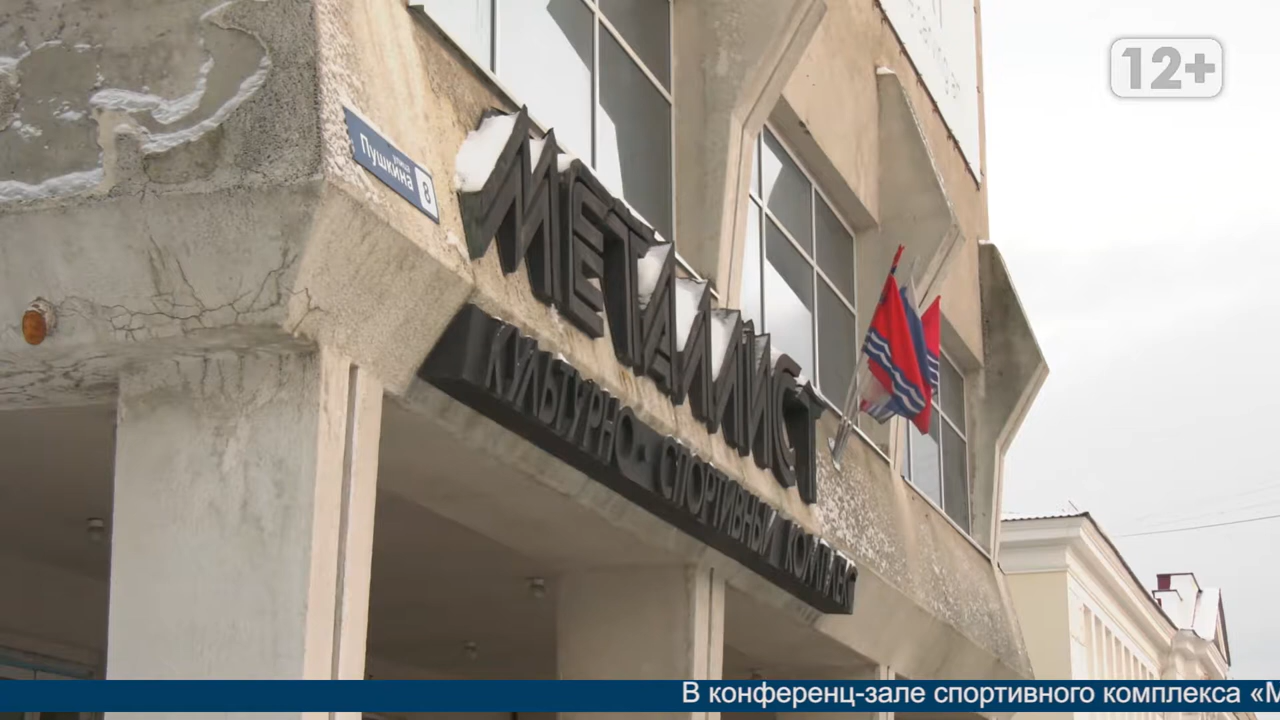 12+
улица
Пушкина 8
МЕТАЛЛИСТ
КУЛЬТУРНО-СПОРТИВНЫЙ КОМПЛЕКС
В конференц-зале спортивного комплекса «М